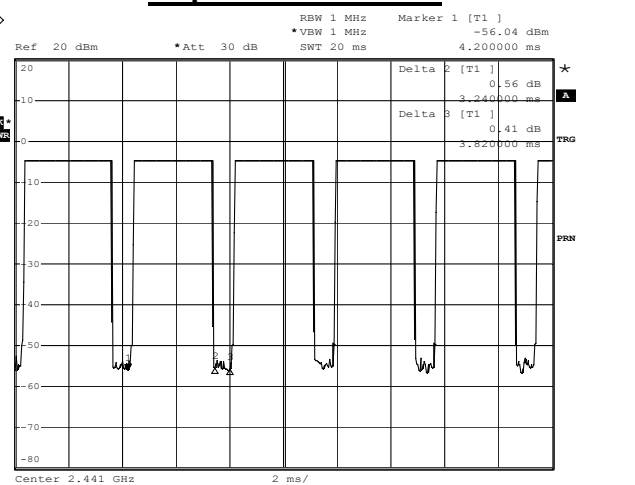 RBW 1 MHz Marker 1 [T1 ]
*VBW 1 MHz -56.04 dBm
Ref 20 dBm *Att 30 dB SWT 20 ms 4.200000 ms
20 Delta 2 [T1 ]
0.56 dB
A
-10 3.240000 ms
Delta 3 [T1 ]
0.41 dB
TRG
-0 3.820000 ms
-10
-20
PRN
-30
-40
-50
1 2 3
-60
-70
-80
Center 2.441 GHz 2 ms/